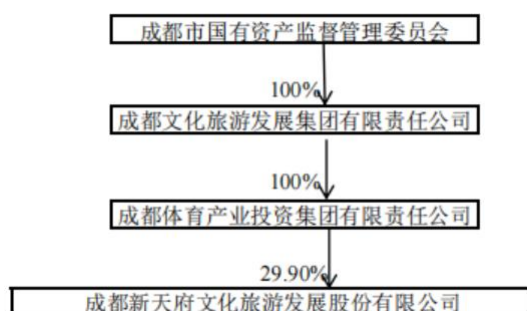 成都市国有资产监督管理委员会
100%
成都文化旅游发展集团有限责任公司
100%
成都体育产业投资集团有限责任公司
29.90%
成都新天府文化旅游发展股份有限公司